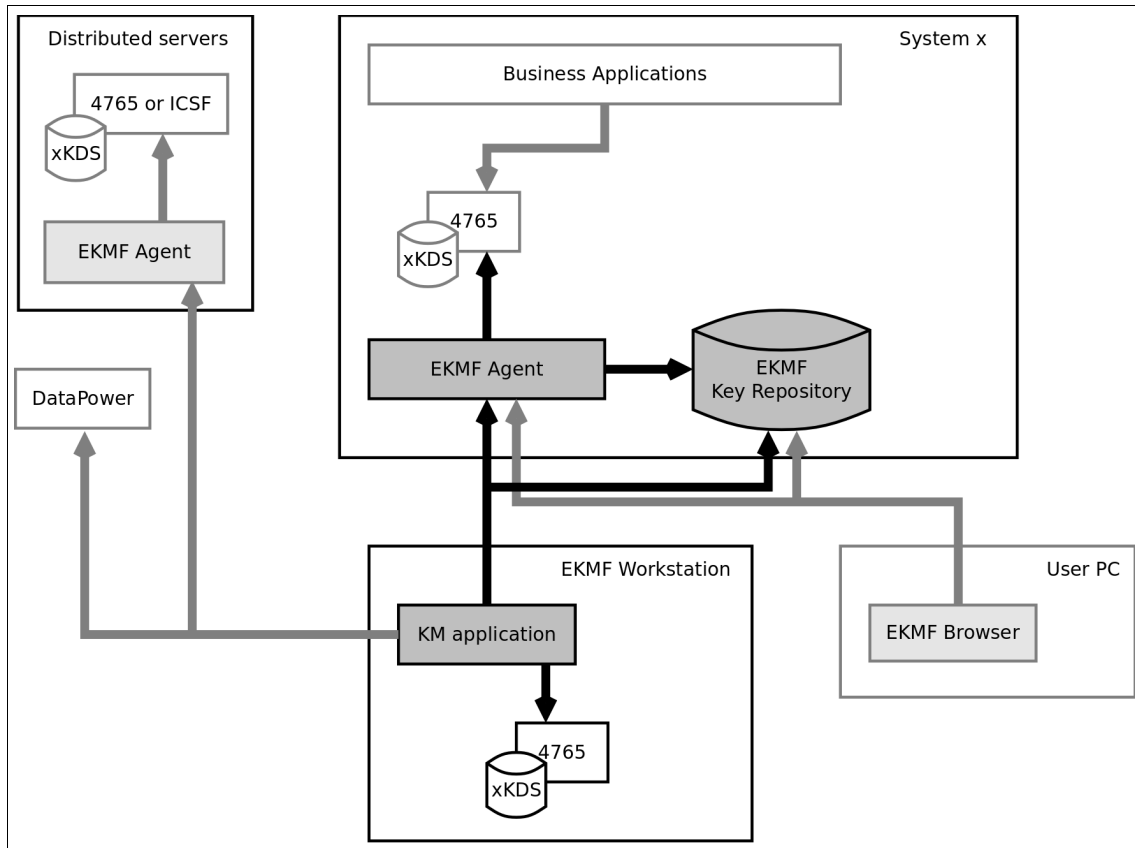 Distributed servers
4765 or ICSF
xKDS
EKMF Agent
DataPower
System x
Business Applications
4765
xKDS
EKMF Agent
EKMF
Key Repository
EKMF Workstation
KM application
4765
xKDS
User PC
EKMF Browser